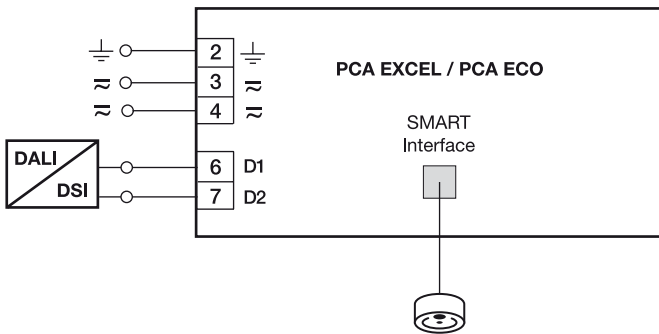 2
PCA EXCEL / PCA ECO
3
4
SMART
Interface
DALI
DSI
6 D1
7 D2